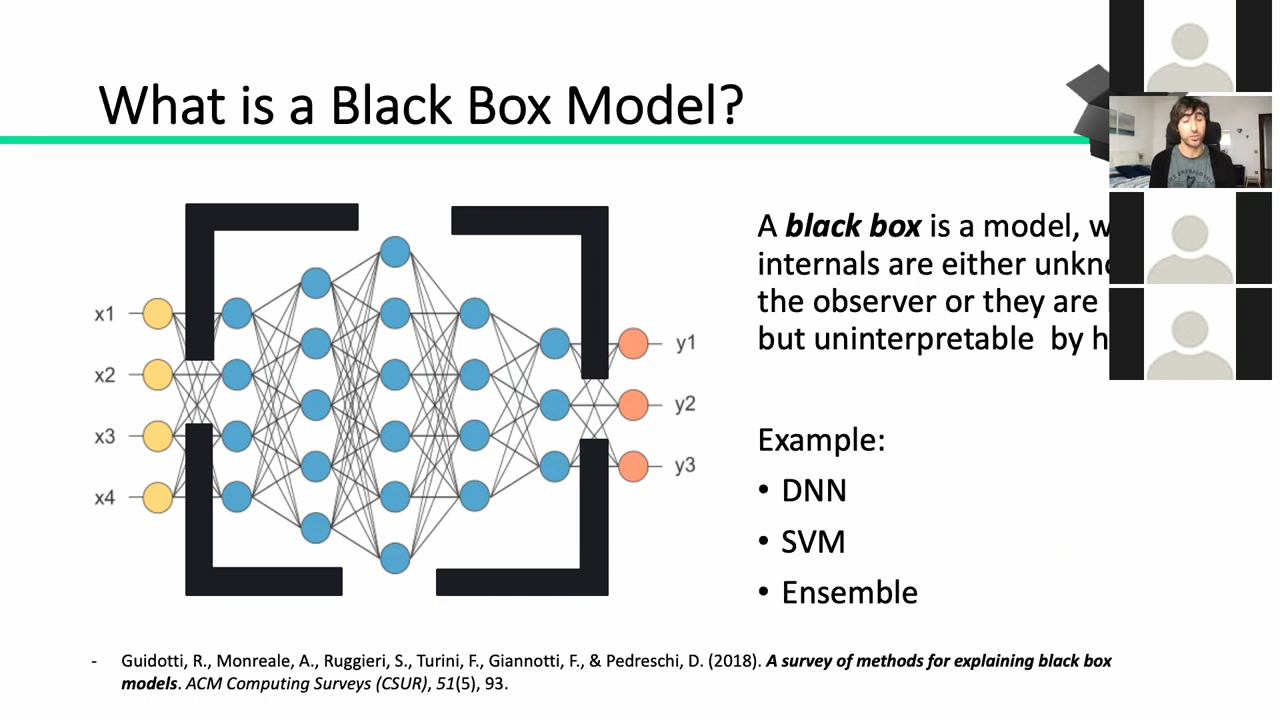 What is a Black Box Model?
A black box is a model, w
internals are either unkn
the observer or they are
but uninterpretable by h
x1
x2
x3
x4
y1
y2
y3
Example:
• DNN
• SVM
• Ensemble
- Guidotti, R., Monreale, A., Ruggieri, S., Turini, F., Giannotti, F., & Pedreschi, D. (2018). A survey of methods for explaining black box
models. ACM Computing Surveys (CSUR), 51(5), 93.